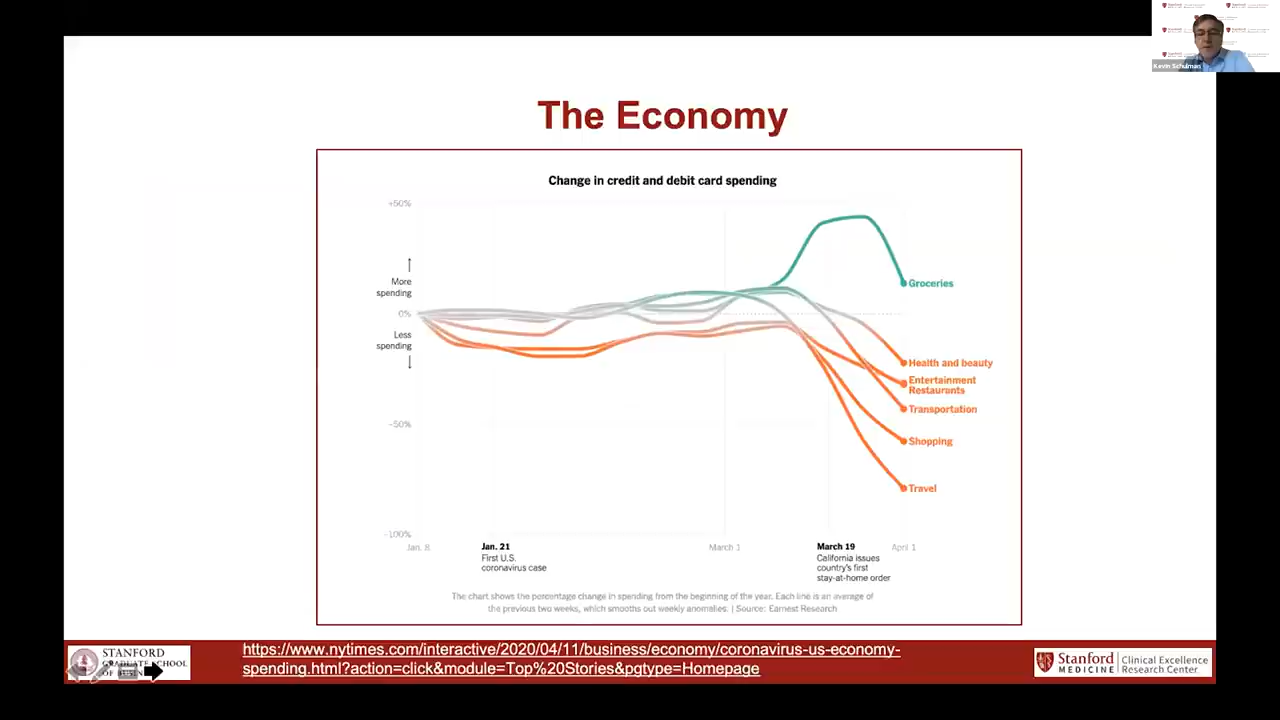 Kevin Schulman
The Economy
Change in credit and debit card spending
+50%
More
spending
0%
Less
spending
-50%
-100%
Groceries
Health and beauty
Entertainment
Restaurants
Transportation
Shopping
Travel
Jan. 8
Jan. 21
First U.S.
coronavirus case
March 1
March 19
California issues
country's first
stay-at-home order
April 1
The chart shows the percentage change in spending from the beginning of the year. Each line is an average of
the previous two weeks, which smooths out weekly anomalies. | Source: Earnest Research
STANFORD
GRADUATE SCHOOL
OF BUSINESS
https://www.nytimes.com/interactive/2020/04/11/business/economy/coronavirus-us-economy-
spending.html?action=click&module=Top%20Stories&pgtype=Homepage
Stanford
MEDICINE
Clinical Excellence
Research Center